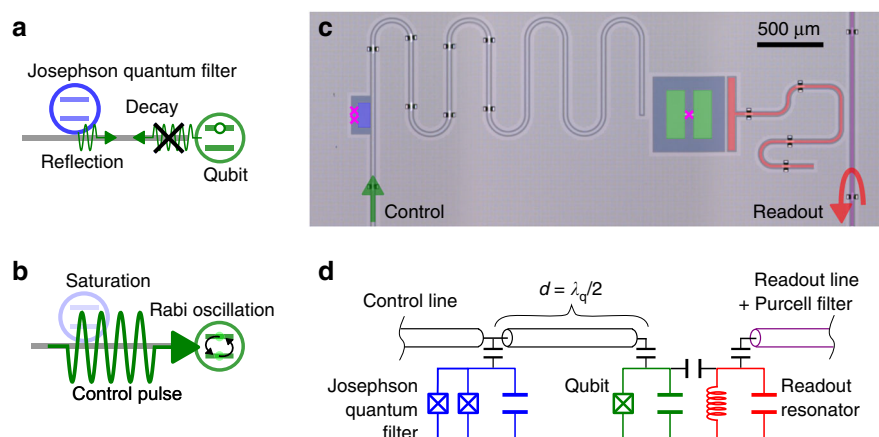 a
Josephson quantum filter
Decay
Reflection
Qubit
b
Saturation
Rabi oscillation
Control pulse
c
500 μm
Control
Readout
d
Control line
d = λq/2
Readout line
+ Purcell filter
Josephson
quantum
filter
Qubit
Readout
resonator